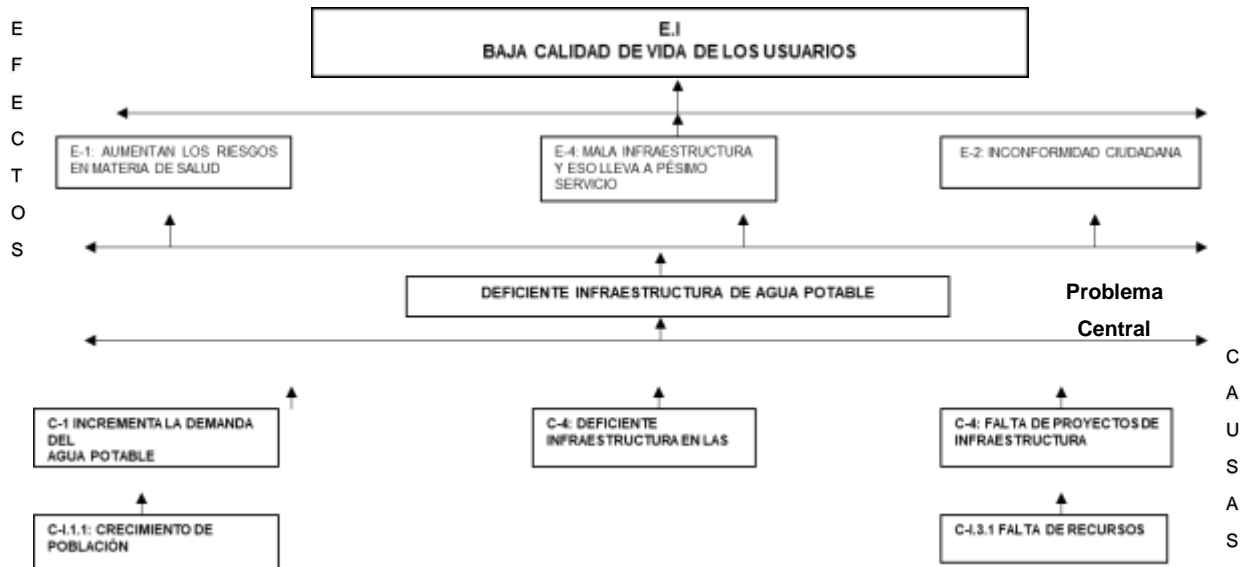 E
F
E
C
T
O
S
E.I
BAJA CALIDAD DE VIDA DE LOS USUARIOS
E-1: AUMENTAN LOS RIESGOS
EN MATERIA DE SALUD
E-4: MALA INFRAESTRUCTURA
Y ESO LLEVA A PÉSIMO
SERVICIO
E-2: INCONFORMIDAD CIUDADANA
DEFICIENTE INFRAESTRUCTURA DE AGUA POTABLE
Problema
Central
C-1 INCREMENTA LA DEMANDA
DEL
AGUA POTABLE
C-4: DEFICIENTE
INFRAESTRUCTURA EN LAS
C-4: FALTA DE PROYECTOS DE
INFRAESTRUCTURA
C-I.1.1: CRECIMIENTO DE
POBLACIÓN
C-I.3.1 FALTA DE RECURSOS
C
A
U
S
A
S